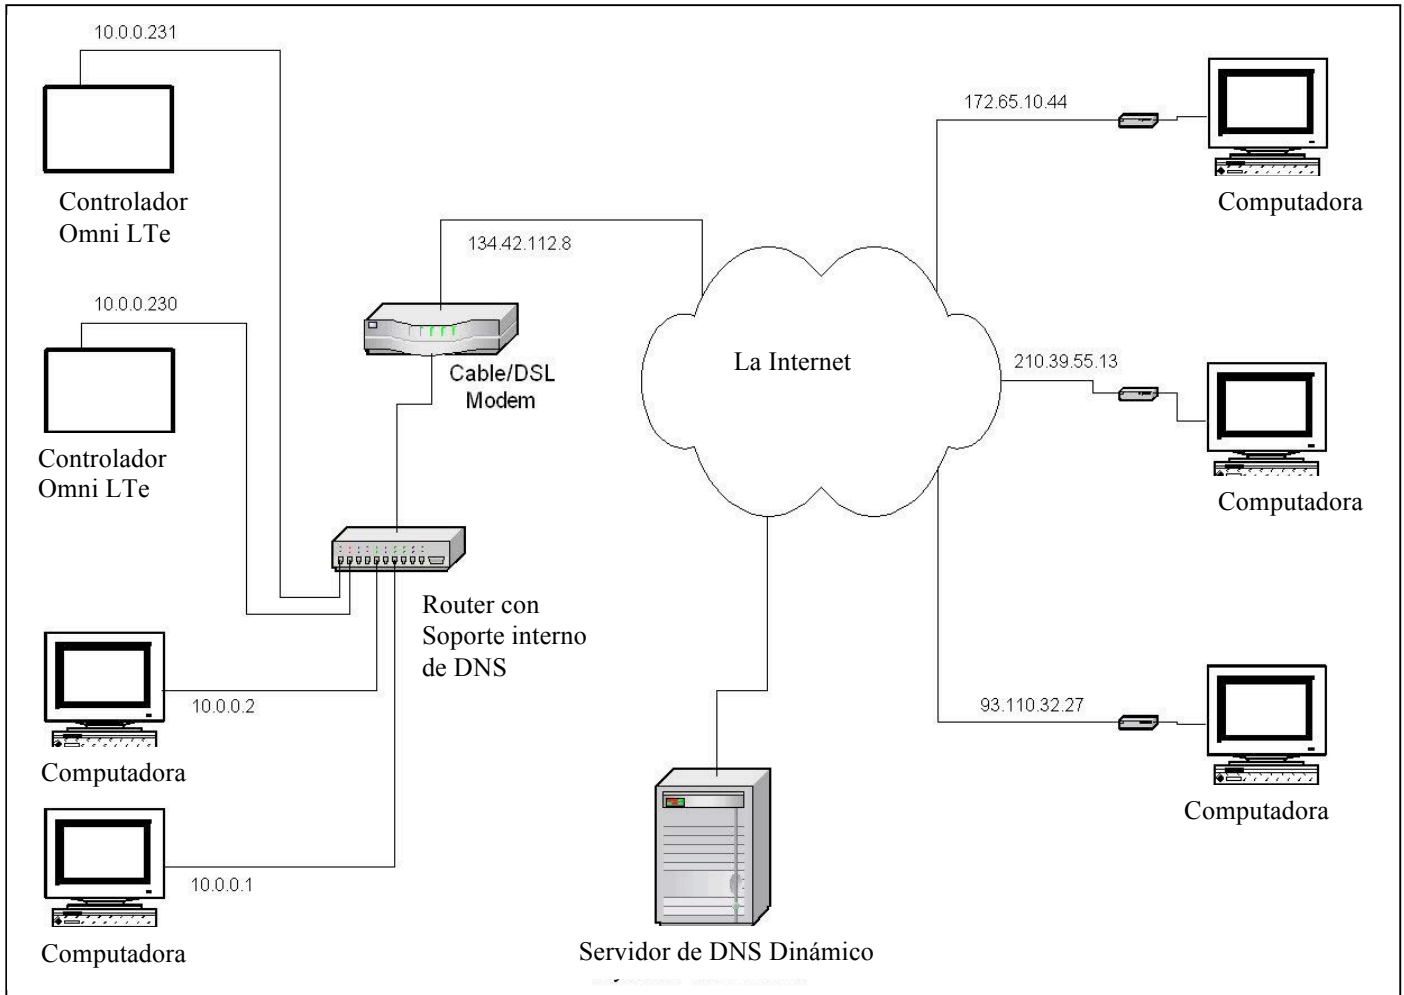 10.0.0.231
Controlador
Omni LTe
10.0.0.230
Controlador
Omni LTe
134.42.112.8
Cable/DSL
Modem
Router con
Soporte interno
de DNS
10.0.0.2
Computadora
10.0.0.1
Computadora
La Internet
Servidor de DNS Dinámico
172.65.10.44
Computadora
210.39.55.13
Computadora
93.110.32.27
Computadora